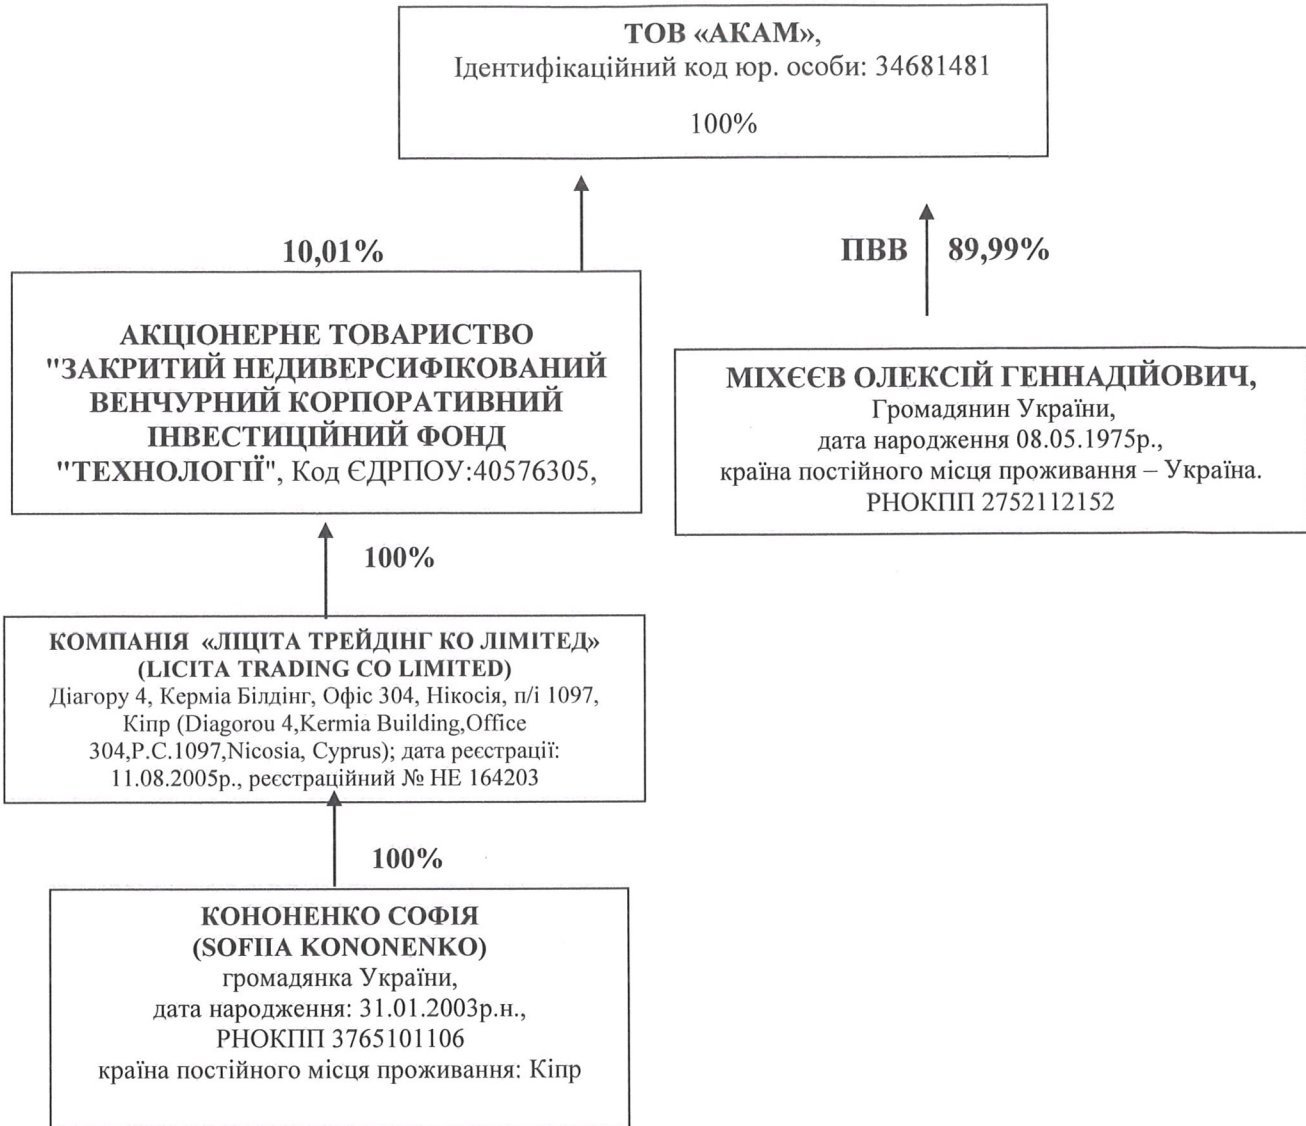 ТОВ «АКАМ»,
Ідентифікаційний код юр. особи: 34681481
100%
10,01%
ПВВ 89,99%
АКЦІОНЕРНЕ ТОВАРИСТВО
"ЗАКРИТИЙ НЕДИВЕРСИФІКОВАНИЙ
ВЕНЧУРНИЙ КОРПОРАТИВНИЙ
ІНВЕСТИЦІЙНИЙ ФОНД
"ТЕХНОЛОГІЇ", Код ЄДРПОУ:40576305,
МІХЄЄВ ОЛЕКСІЙ ГЕННАДІЙОВИЧ,
Громадянин України,
дата народження 08.05.1975р.,
країна постійного місця проживання – Україна.
РНОКПП 2752112152
100%
КОМПАНІЯ «ЛІЦІТА ТРЕЙДІНГ КО ЛІМІТЕД»
(LICITA TRADING CO LIMITED)
Діагору 4, Керміа Білдінг, Офіс 304, Нікосія, п/і 1097,
Кіпр (Diagorou 4,Kermia Building,Office
304,P.C.1097,Nicosia, Cyprus); дата реєстрації:
11.08.2005р., реєстраційний № НЕ 164203
100%
КОНОНЕНКО СОФІЯ
(SOFIIA KONONENKO)
громадянка України,
дата народження: 31.01.2003р.н.,
РНОКПП 3765101106
країна постійного місця проживання: Кіпр